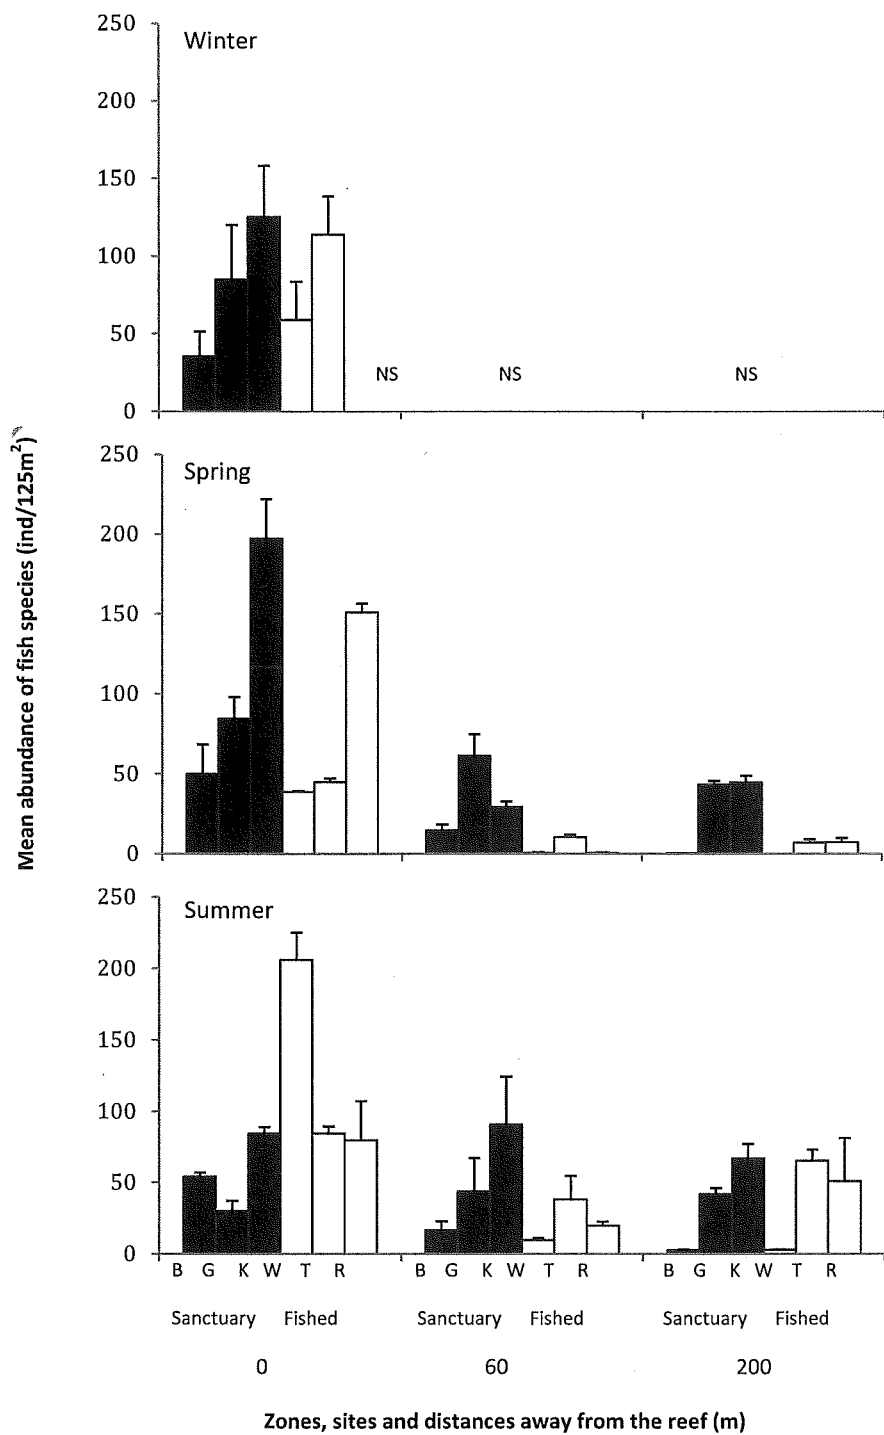 Mean abundance of fish species (ind/125m²)
Winter
250
200
150
100
50
0
NS NS NS
Spring
250
200
150
100
50
0
Summer
250
200
150
100
50
0
B G K W T R B G K W T R B G K W T R
Sanctuary Fished Sanctuary Fished Sanctuary Fished
0 60 200
Zones, sites and distances away from the reef (m)